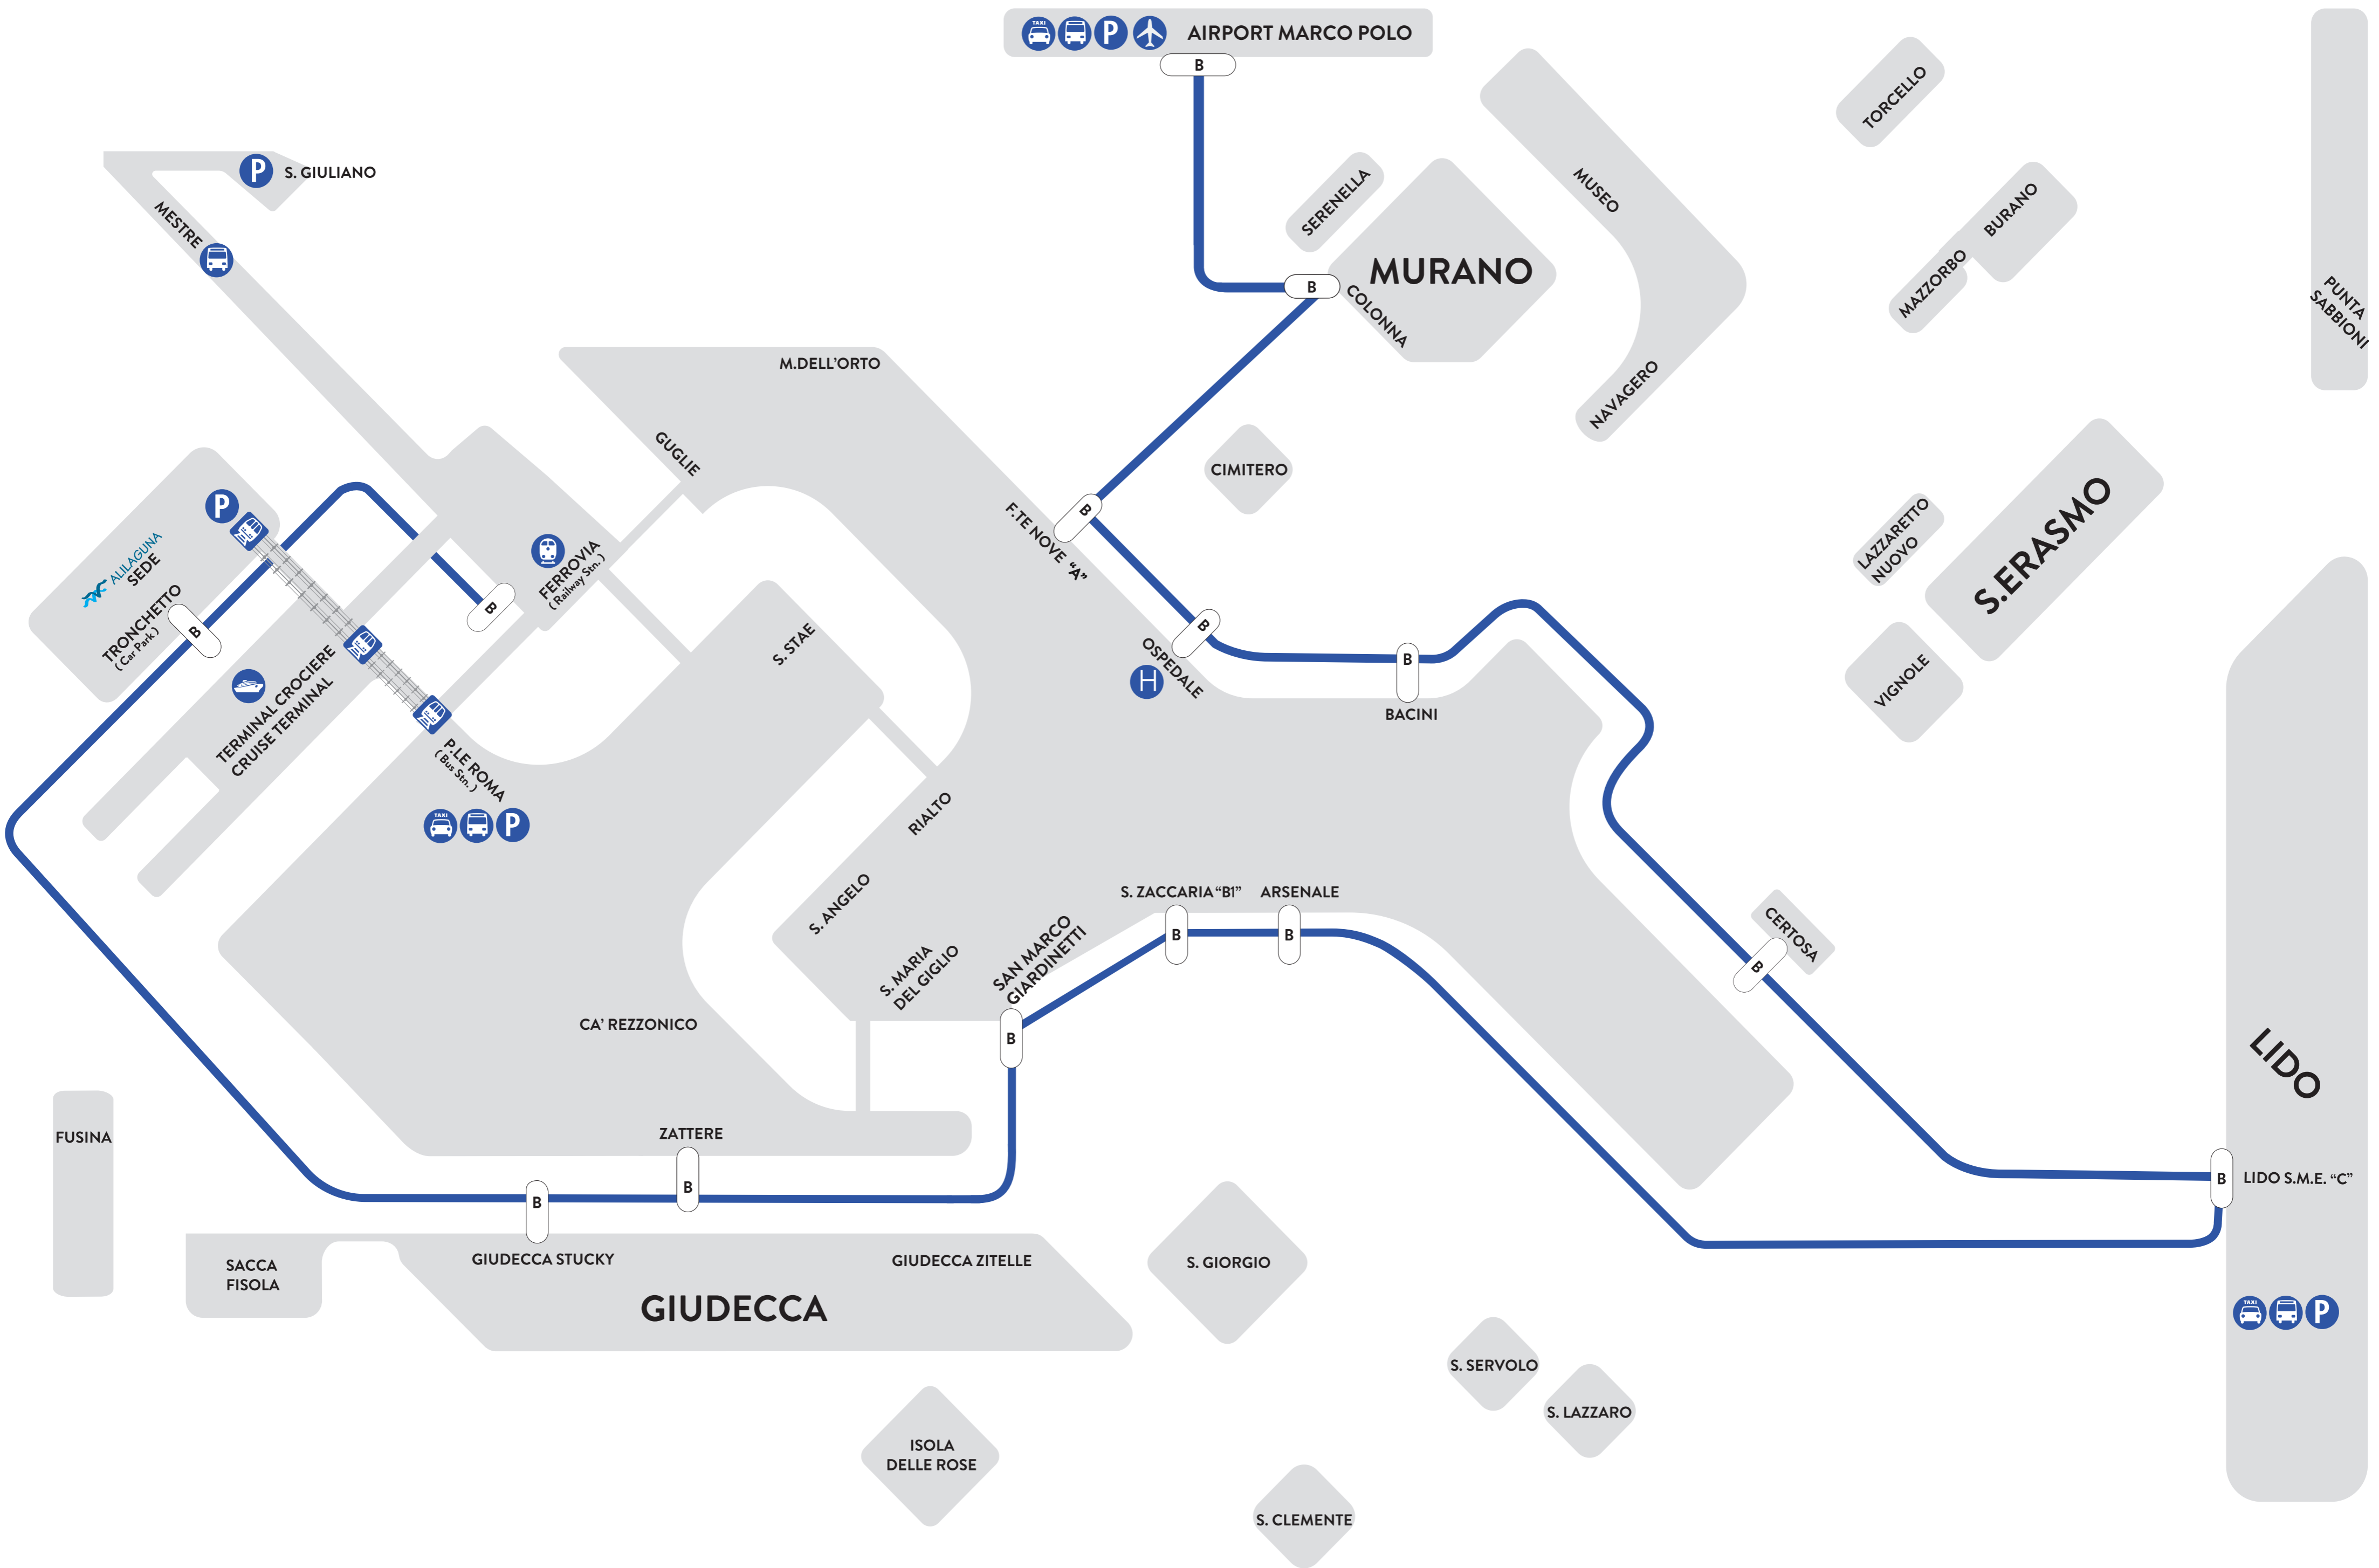 TAXI
P
AIRPORT MARCO POLO
B
TORCELLO
SERENELLA
MUSEO
BURANO
MAZZORBO
P
S. GIULIANO
MESTRE
MURANO
B
COLONNA
PUNTA
SABBIONI
M.DELL'ORTO
NAVAGERO
GUGLIE
CIMITERO
P
B
F.TE NOVE “A”
LAZZARETTO
NUOVO
S.ERASMO
ALILAGUNA
SEDE
FERROVIA
( Railway Stn. )
B
TRONCHETTO
( Car Park )
B
S. STAE
B
OSPEDALE
H
B
BACINI
VIGNOLE
TERMINAL CROCIERE
CRUISE TERMINAL
P.LE ROMA
( Bus Stn. )
TAXI
P
RIALTO
S. ANGELO
S. ZACCARIA“B1”
ARSENALE
B
B
CERTOSA
B
S. MARIA
DEL GIGLIO
SAN MARCO
GIARDINETTI
B
CA’ REZZONICO
LIDO
FUSINA
ZATTERE
B
B
B
LIDO S.M.E. “C”
SACCA
FISOLA
GIUDECCA STUCKY
GIUDECCA ZITELLE
GIUDECCA
S. GIORGIO
TAXI
P
S. SERVOLO
S. LAZZARO
ISOLA
DELLE ROSE
S. CLEMENTE